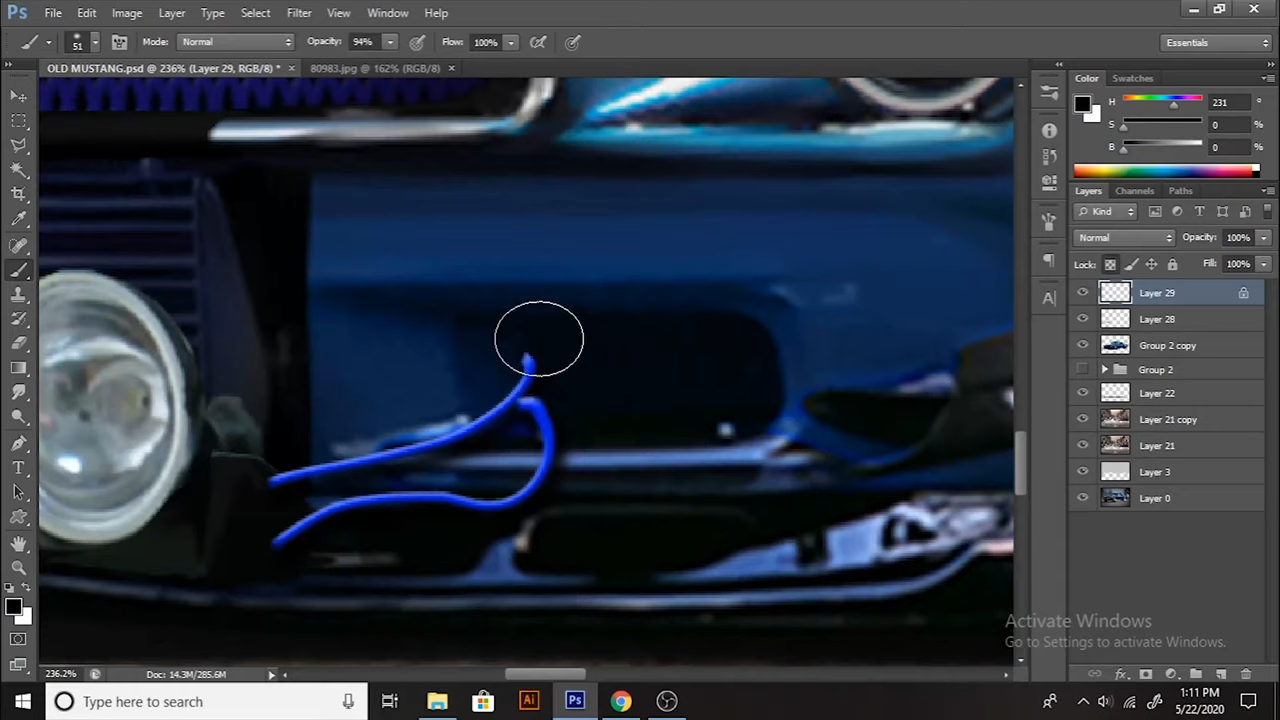 Ps File Edit Image Layer Type Select Filter View Window Help
51 Mode: Normal Opacity: 94% Flow: 100% Essentials
OLD MUSTANG.psd @ 236% (Layer 29, RGB/8) * × 80983.jpg @ 162% (RGB/8) ×
Color Swatches
H 231 °
S 0 %
B 0 %
Layers Channels Paths
Kind
Normal Opacity: 100%
Lock: Fill: 100%
Layer 29
Layer 28
Group 2 copy
Group 2
Layer 22
Layer 21 copy
Layer 21
Layer 3
Layer 0
Activate Windows
Go to Settings to activate Windows.
236.2% Doc: 14.3M/285.6M
Type here to search
Ai Ps
1:11 PM
5/22/2020